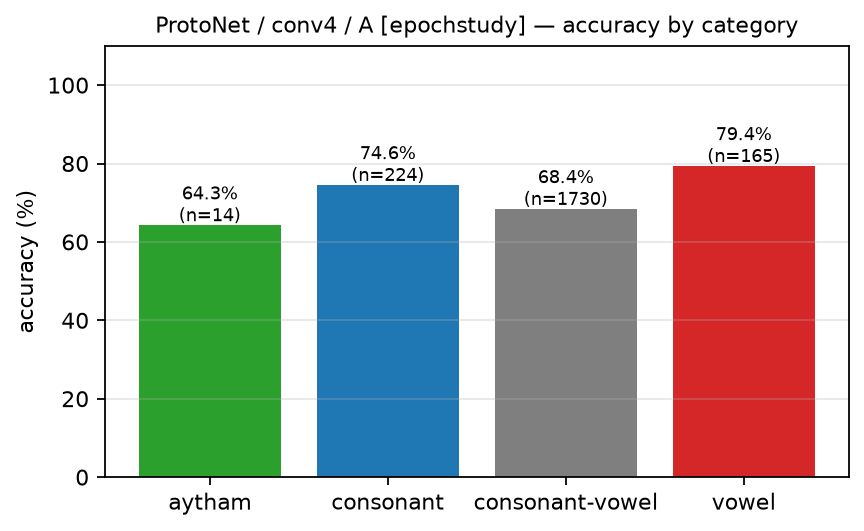 ProtoNet / conv4 / A [epochstudy] — accuracy by category
accuracy (%)
100
80
60
40
20
0
64.3%
(n=14)
74.6%
(n=224)
68.4%
(n=1730)
79.4%
(n=165)
aytham
consonant
consonant-vowel
vowel